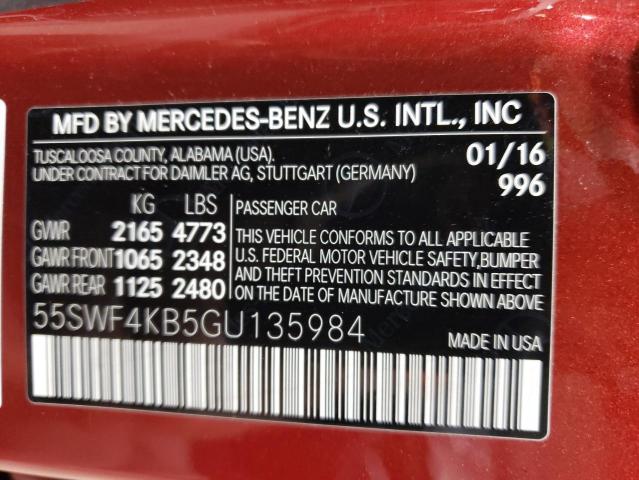 MFD BY MERCEDES-BENZ U.S. INTL., INC
TUSCALOOSA COUNTY, ALABAMA (USA).
UNDER CONTRACT FOR DAIMLER AG, STUTTGART (GERMANY)
01/16
996
KG LBS
GVWR 2165 4773
GAWR FRONT 1065 2348
GAWR REAR 1125 2480
PASSENGER CAR
THIS VEHICLE CONFORMS TO ALL APPLICABLE
U.S. FEDERAL MOTOR VEHICLE SAFETY,BUMPER
AND THEFT PREVENTION STANDARDS IN
EFFECT ON THE DATE OF MANUFACTURE SHOWN ABOVE.
55SWF4KB5GU135984
MADE IN USA